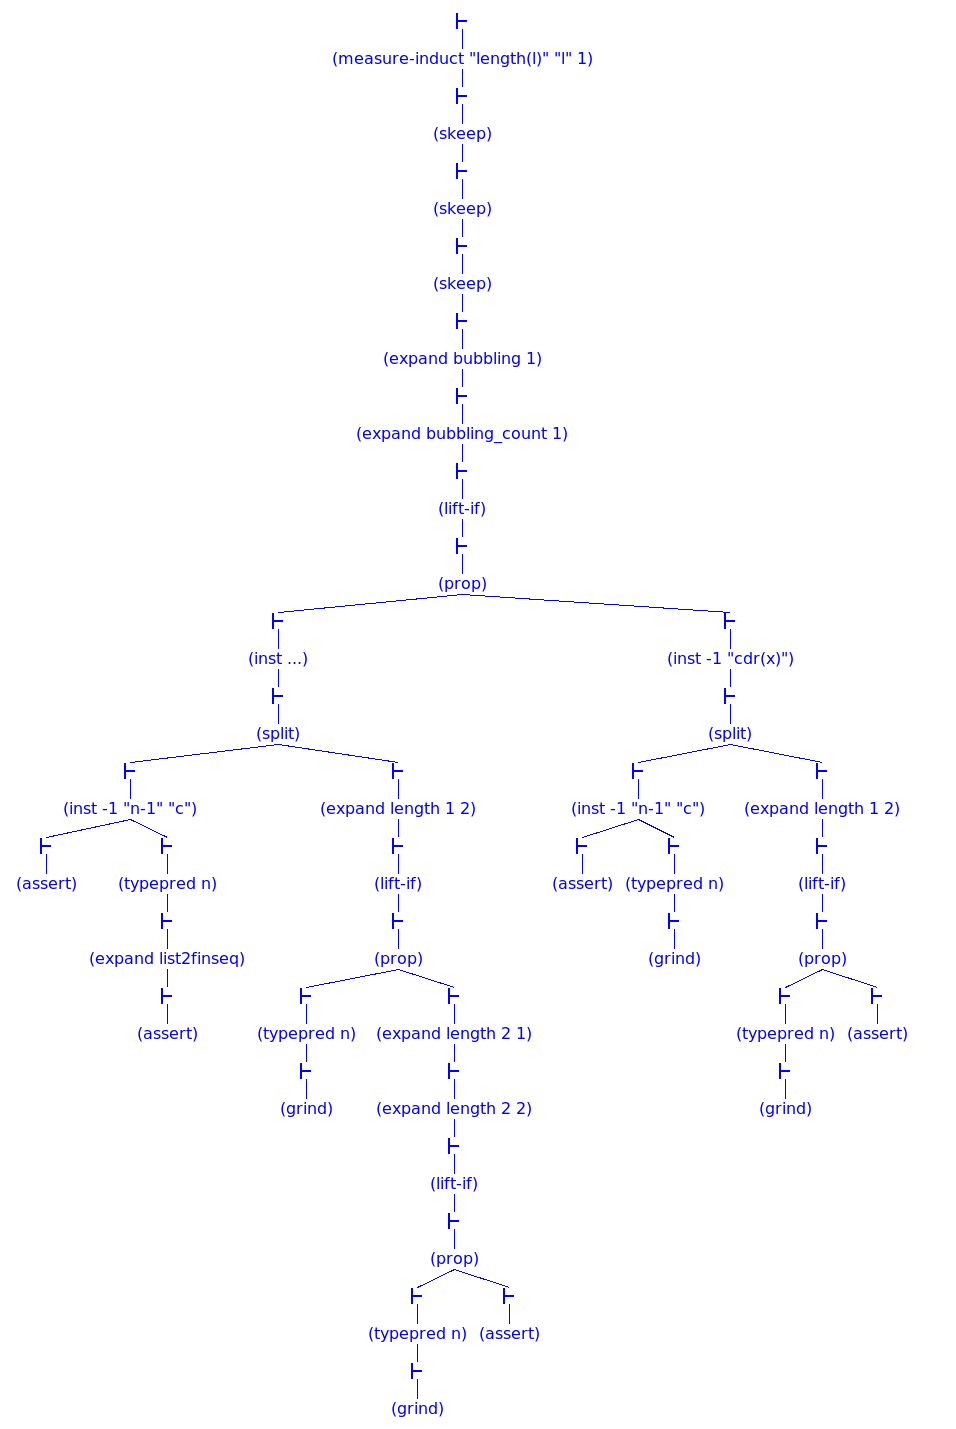 ⊢
(measure-induct "length(l)" "l" 1)
⊢
(skeep)
⊢
(skeep)
⊢
(skeep)
⊢
(expand bubbling 1)
⊢
(expand bubbling_count 1)
⊢
(lift-if)
⊢
(prop)
⊢ ⊢
(inst ...) (inst -1 "cdr(x)")
⊢ ⊢
(split) (split)
⊢ ⊢ ⊢ ⊢
(inst -1 "n-1" "c") (expand length 1 2) (inst -1 "n-1" "c") (expand length 1 2)
⊢ ⊢ ⊢ ⊢ ⊢ ⊢
(assert) (typepred n) (lift-if) (assert) (typepred n) (lift-if)
⊢ ⊢ ⊢ ⊢
(expand list2finseq) (prop) (grind) (prop)
⊢ ⊢ ⊢ ⊢ ⊢
(assert) (typepred n) (expand length 2 1) (typepred n) (assert)
⊢ ⊢ ⊢
(grind) (expand length 2 2) (grind)
⊢
(lift-if)
⊢
(prop)
⊢ ⊢
(typepred n) (assert)
⊢
(grind)